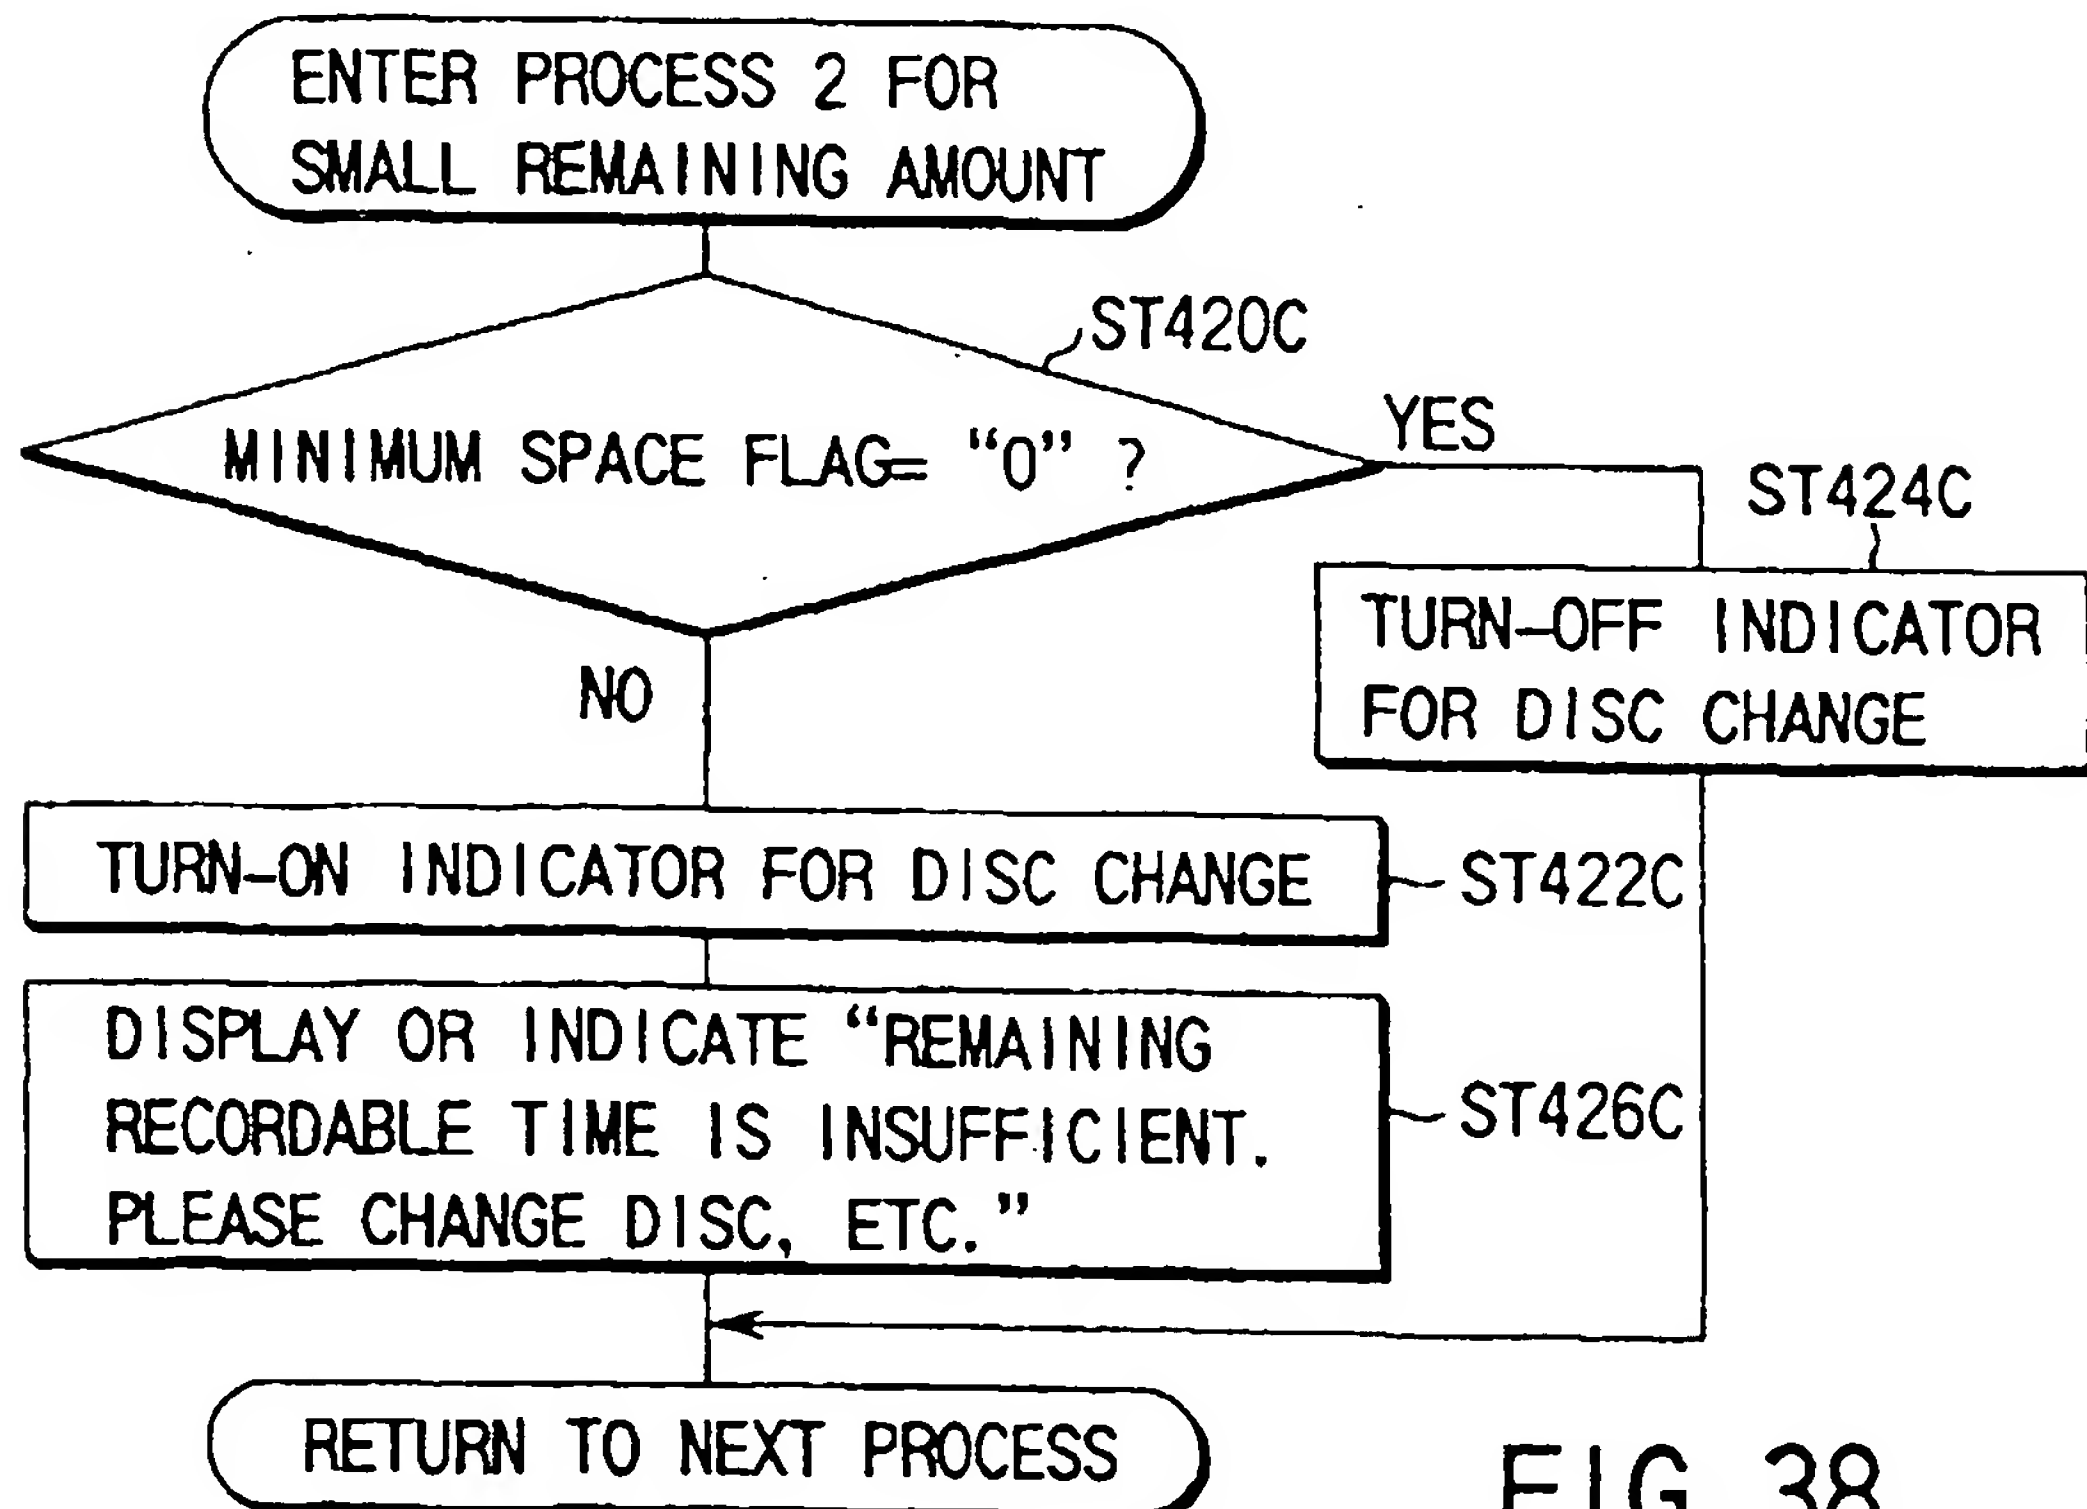 ENTER PROCESS 2 FOR
SMALL REMAINING AMOUNT
ST420C
MINIMUM SPACE FLAG= “0” ?
YES
ST424C
TURN-OFF INDICATOR
FOR DISC CHANGE
NO
TURN-ON INDICATOR FOR DISC CHANGE
ST422C
DISPLAY OR INDICATE “REMAINING
RECORDABLE TIME IS INSUFFICIENT.
PLEASE CHANGE DISC, ETC.”
ST426C
RETURN TO NEXT PROCESS
FIG. 38